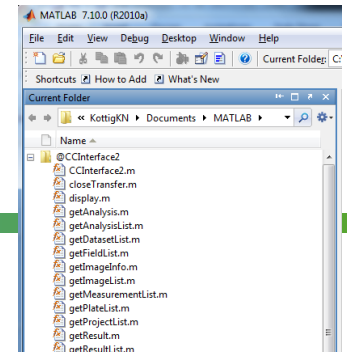 MATLAB 7.10.0 (R2010a)
File Edit View Debug Desktop Window Help
Current Folder: C:
Shortcuts How to Add What's New
Current Folder
« KottigKN Documents MATLAB
Name
@CCInterface2
CCInterface2.m
closeTransfer.m
display.m
getAnalysis.m
getAnalysisList.m
getDatasetList.m
getFieldList.m
getImageInfo.m
getImageList.m
getMeasurementList.m
getPlateList.m
getProjectList.m
getResult.m
getResultList.m